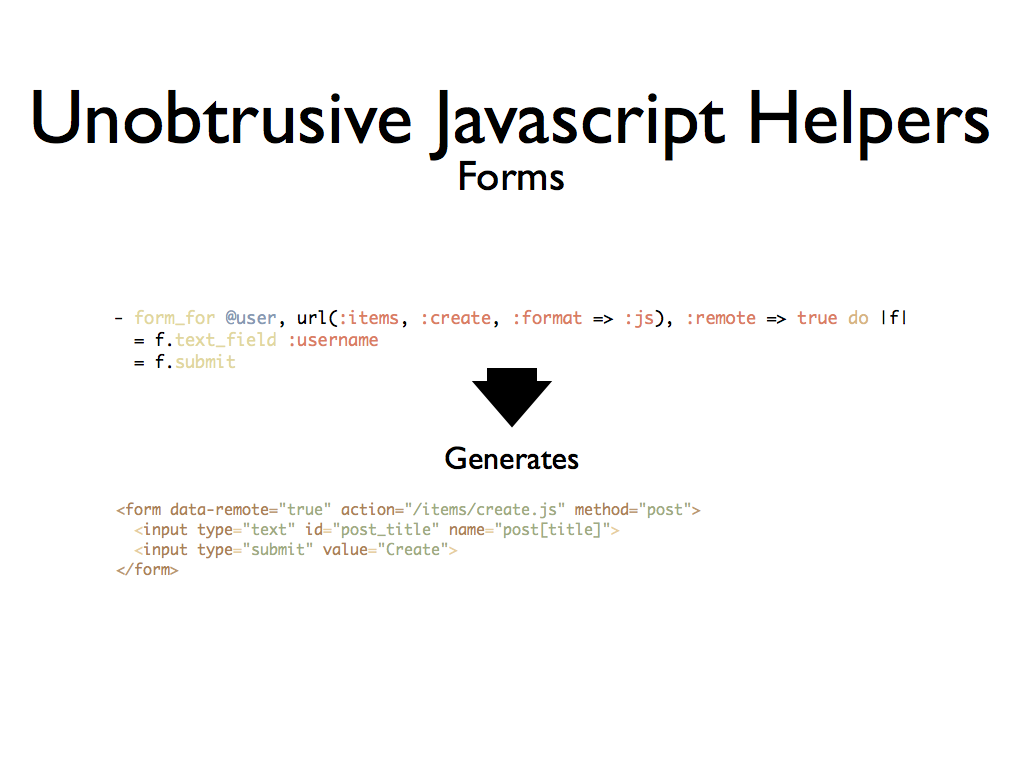 Unobtrusive Javascript Helpers
Forms
- form_for @user, url(:items, :create, :format => :js), :remote => true do |f|
= f.text_field :username
= f.submit
Generates
<form data-remote="true" action="/items/create.js" method="post">
<input type="text" id="post_title" name="post[title]">
<input type="submit" value="Create">
</form>